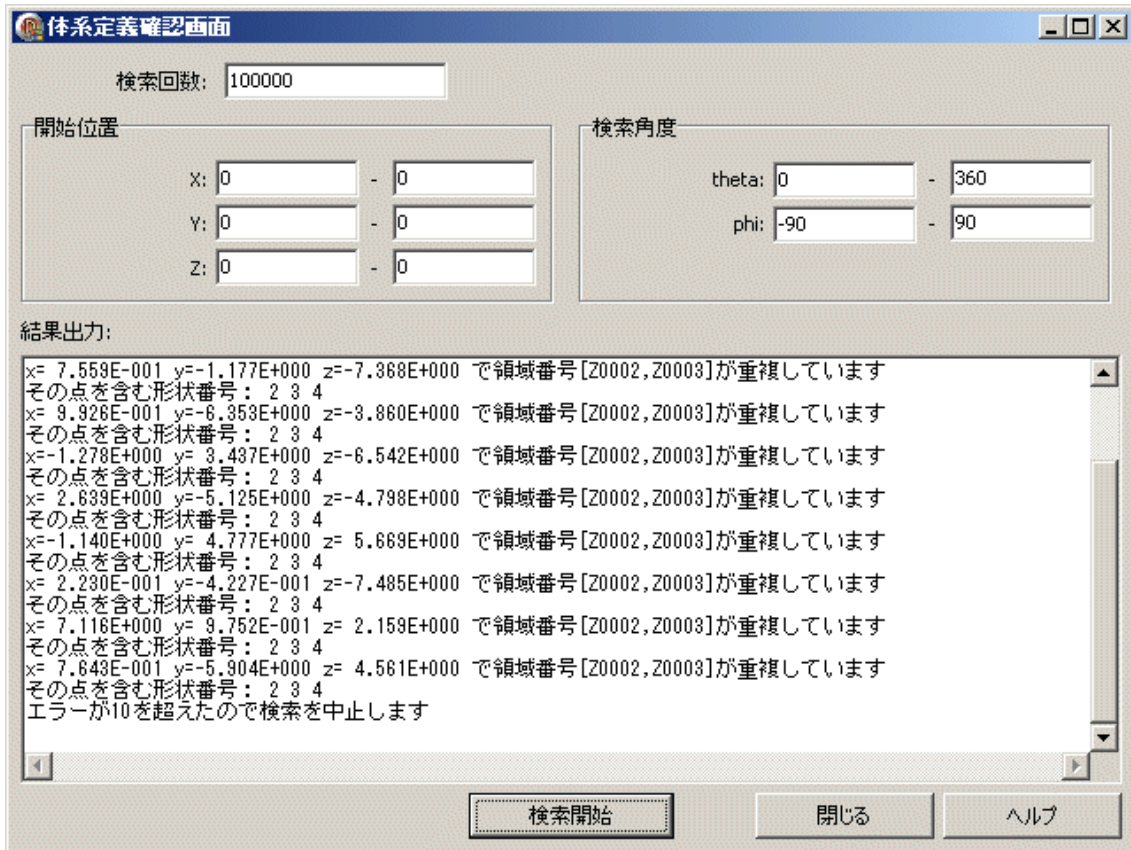 体系定義確認画面
検索回数: 100000
開始位置
X: 0 - 0
Y: 0 - 0
Z: 0 - 0
検索角度
theta: 0 - 360
phi: -90 - 90
結果出力:
x= 7.559E-001 y=-1.177E+000 z=-7.368E+000 で領域番号[Z0002,Z0003]が重複しています
その点を含む形状番号: 2 3 4
x= 9.926E-001 y=-6.353E+000 z=-3.860E+000 で領域番号[Z0002,Z0003]が重複しています
その点を含む形状番号: 2 3 4
x=-1.278E+000 y= 3.437E+000 z=-6.542E+000 で領域番号[Z0002,Z0003]が重複しています
その点を含む形状番号: 2 3 4
x= 2.639E+000 y=-5.125E+000 z=-4.798E+000 で領域番号[Z0002,Z0003]が重複しています
その点を含む形状番号: 2 3 4
x=-1.140E+000 y= 4.777E+000 z= 5.669E+000 で領域番号[Z0002,Z0003]が重複しています
その点を含む形状番号: 2 3 4
x= 2.230E-001 y=-4.227E-001 z=-7.485E+000 で領域番号[Z0002,Z0003]が重複しています
その点を含む形状番号: 2 3 4
x= 7.116E+000 y= 9.752E-001 z= 2.159E+000 で領域番号[Z0002,Z0003]が重複しています
その点を含む形状番号: 2 3 4
x= 7.643E-001 y=-5.904E+000 z= 4.561E+000 で領域番号[Z0002,Z0003]が重複しています
その点を含む形状番号: 2 3 4
エラーが10を超えたので検索を中止します
検索開始 閉じる ヘルプ